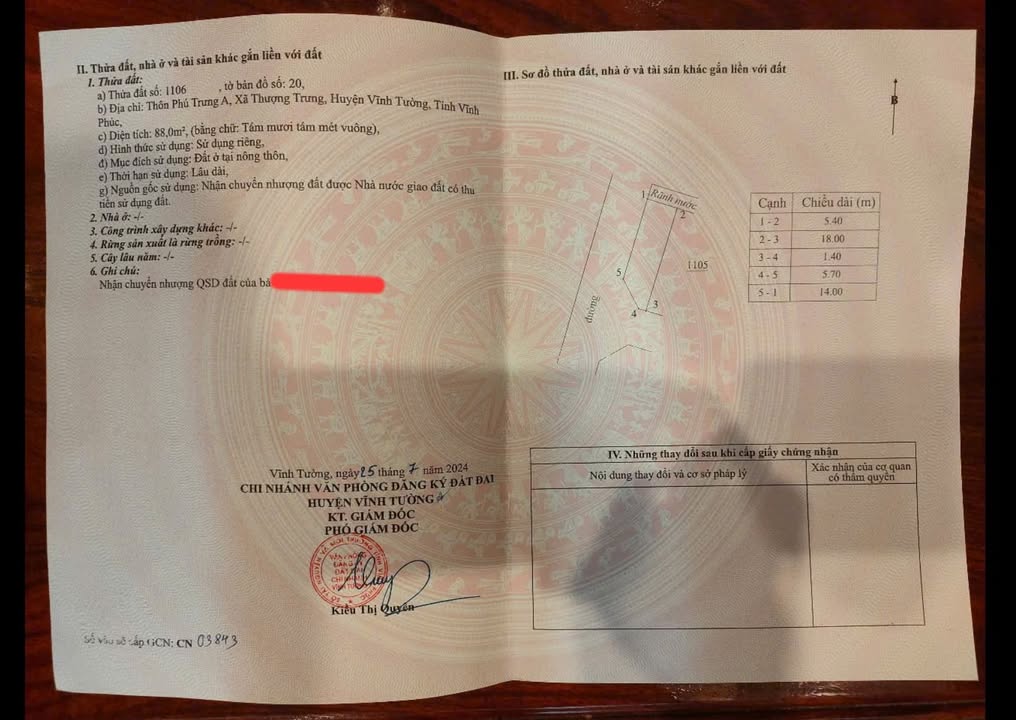 II. Thửa đất, nhà ở và tài sản khác gắn liền với đất
1. Thửa đất:
a) Thửa đất số: 1106 , tờ bản đồ số: 20,
b) Địa chỉ: Thôn Phú Trưng A, Xã Thượng Trưng, Huyện Vĩnh Tường, Tỉnh Vĩnh
Phúc,
c) Diện tích: 88,0m², (bằng chữ: Tám mươi tám mét vuông),
d) Hình thức sử dụng: Sử dụng riêng,
đ) Mục đích sử dụng: Đất ở tại nông thôn,
e) Thời hạn sử dụng: Lâu dài,
g) Nguồn gốc sử dụng: Nhận chuyển nhượng đất được Nhà nước giao đất có thu
tiền sử dụng đất.
2. Nhà ở: -/-
3. Công trình xây dựng khác: -/-
4. Rừng sản xuất là rừng trồng: -/-
5. Cây lâu năm: -/-
6. Ghi chú:
Nhận chuyển nhượng QSD đất của bà
Vĩnh Tường, ngày 25 tháng 7 năm 2024
CHI NHÁNH VĂN PHÒNG ĐĂNG KÝ ĐẤT ĐAI
HUYỆN VĨNH TƯỜNG
KT. GIÁM ĐỐC
PHÓ GIÁM ĐỐC
VĂN PHÒNG
ĐĂNG KÝ
ĐẤT ĐAI
CHI NHÁNH
VĨNH TƯỜNG
Kiều Thị Quyên
Số vào sổ cấp GCN: CN 03843
III. Sơ đồ thửa đất, nhà ở và tài sản khác gắn liền với đất
B
1
Rãnh nước
2
1105
5
đường
4
3
Cạnh Chiều dài (m)
1 - 2 5.40
2 - 3 18.00
3 - 4 1.40
4 - 5 5.70
5 - 1 14.00
IV. Những thay đổi sau khi cấp giấy chứng nhận
Nội dung thay đổi và cơ sở pháp lý
Xác nhận của cơ quan
có thẩm quyền